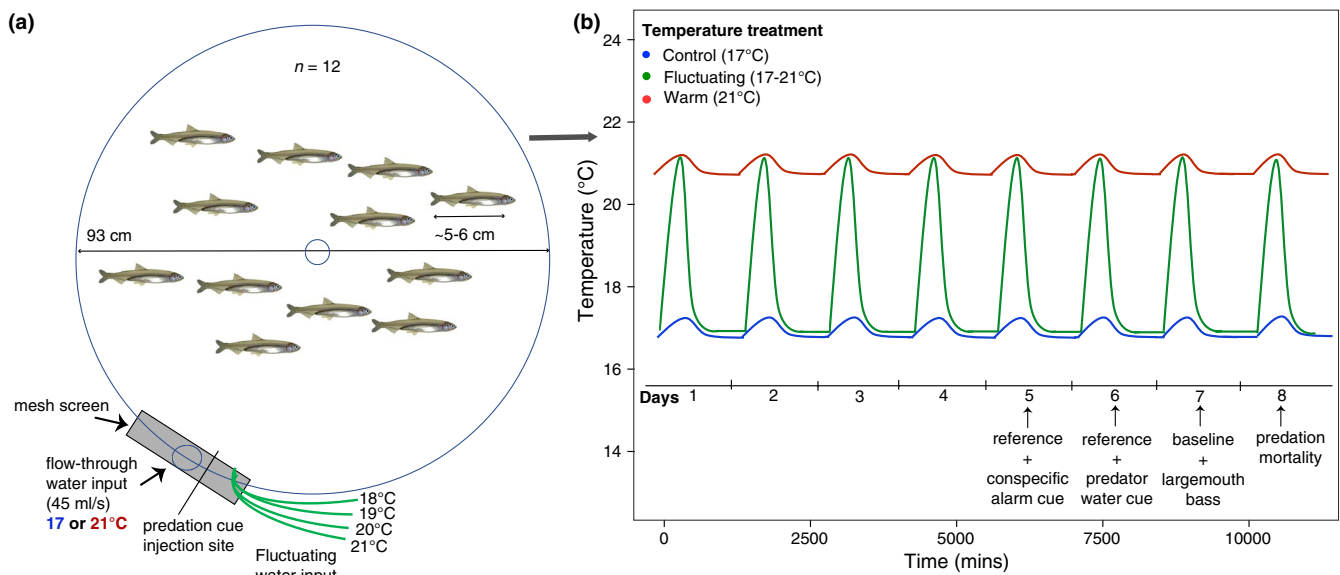 (a)
n = 12
93 cm
~5-6 cm
mesh screen
flow-through
water input
(45 ml/s)
17 or 21°C
predation cue
injection site
18°C
19°C
20°C
21°C
Fluctuating
water input
(b)
Temperature treatment
Control (17°C)
Fluctuating (17-21°C)
Warm (21°C)
Temperature (°C)
24
22
20
18
16
14
Days 1 2 3 4 5 6 7 8
reference
+
conspecific
alarm cue
reference
+
predator
water cue
baseline
+
largemouth
bass
predation
mortality
0 2500 5000 7500 10000
Time (mins)